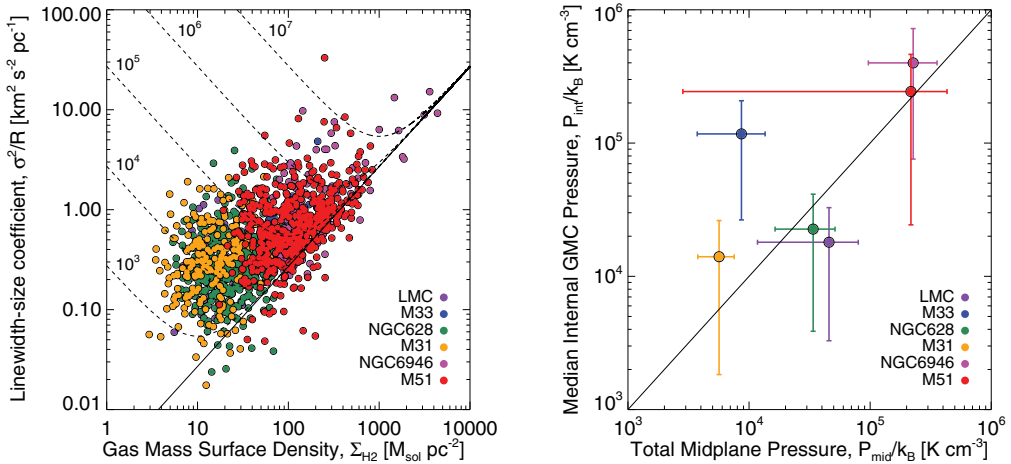 100.00
10.00
1.00
0.10
0.01
Linewidth-size coefficient, σ²/R [km² s⁻² pc⁻¹]
10³
10⁴
10⁵
10⁶
10⁷
LMC
M33
NGC628
M31
NGC6946
M51
1 10 100 1000 10000
Gas Mass Surface Density, Σ_H2 [M_sol pc⁻²]
10⁶
10⁵
10⁴
10³
Median Internal GMC Pressure, P_int/k_B [K cm⁻³]
LMC
M33
NGC628
M31
NGC6946
M51
10³ 10⁴ 10⁵ 10⁶
Total Midplane Pressure, P_mid/k_B [K cm⁻³]